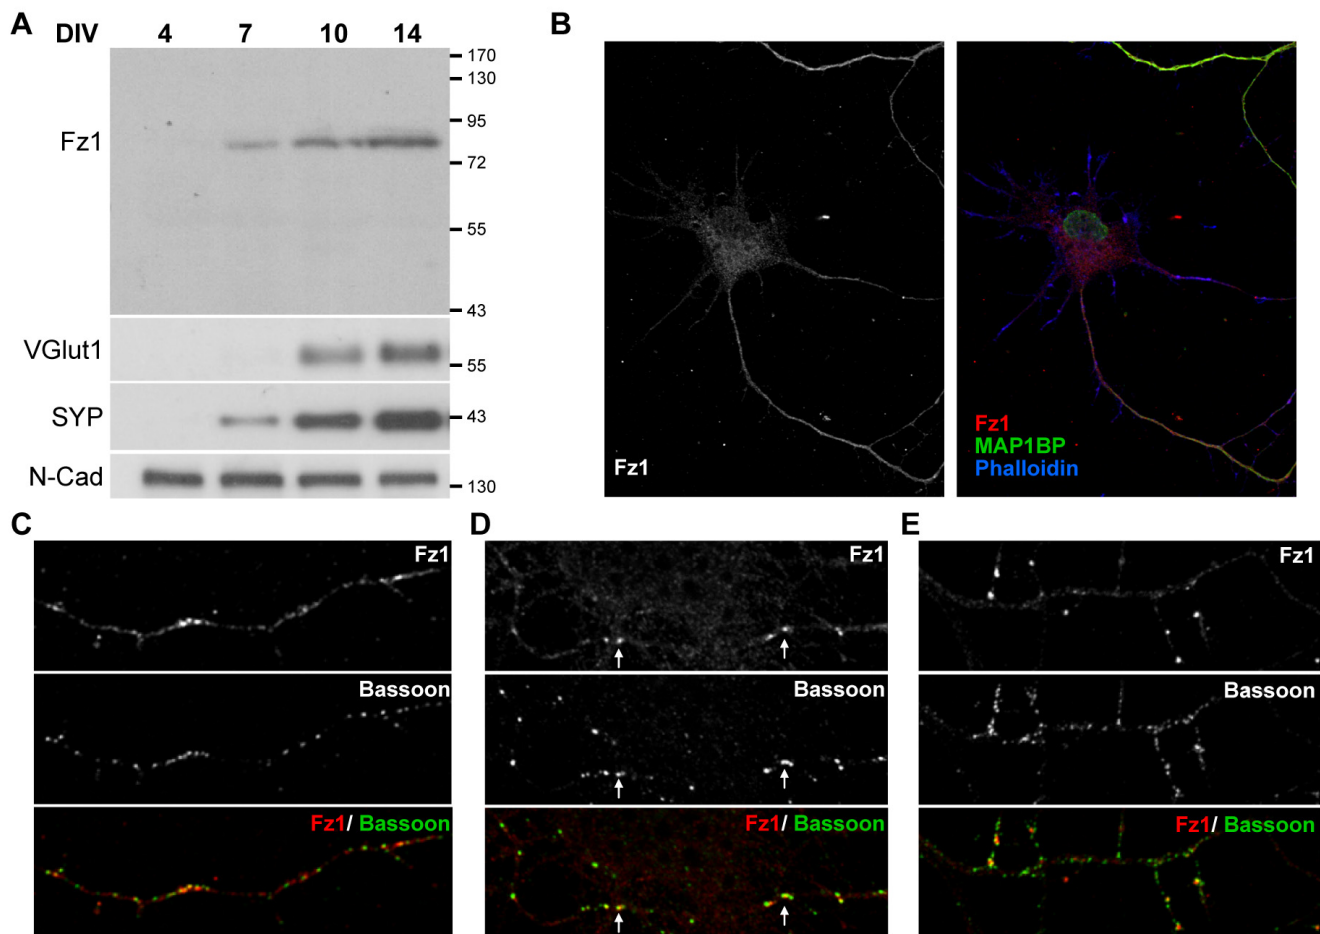 A
DIV 4 7 10 14
Fz1
170
130
95
72
55
43
VGlut1
55
SYP
43
N-Cad
130
B
Fz1
Fz1
MAP1BP
Phalloidin
C
Fz1
Bassoon
Fz1/ Bassoon
D
Fz1
Bassoon
Fz1/ Bassoon
E
Fz1
Bassoon
Fz1/ Bassoon